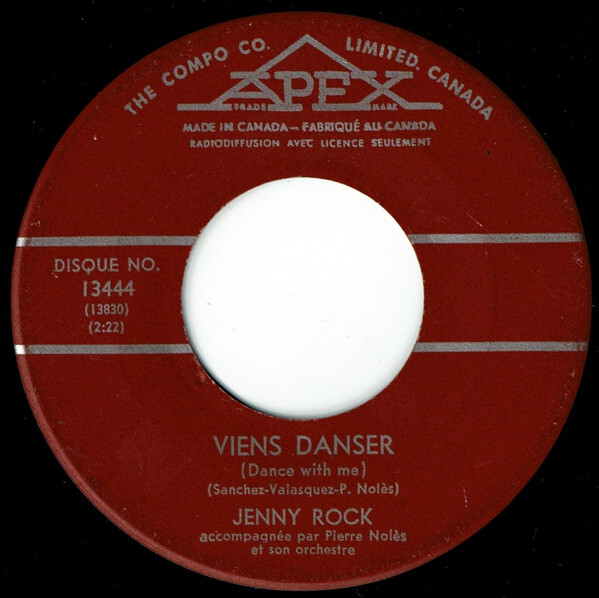 THE COMPO CO. LIMITED. CANADA
APEX
TRADE MARK
MADE IN CANADA — FABRIQUÉ AU CANADA
RADIODIFFUSION AVEC LICENCE SEULEMENT
DISQUE NO.
13444
(13830)
(2:22)
VIENS DANSER
(Dance with me)
(Sanchez-Valasquez-P. Nolès)
JENNY ROCK
accompagnée par Pierre Nolès
et son orchestre